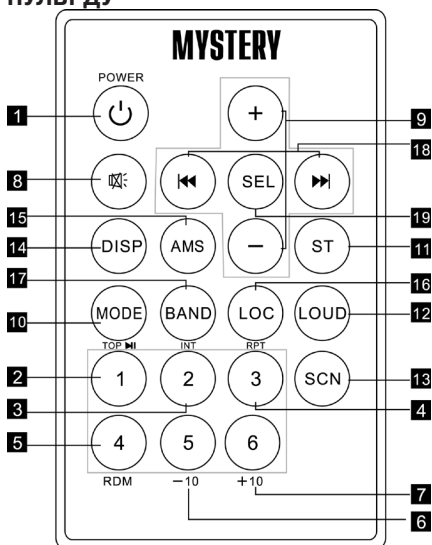 ПУЛЬТ ДУ
MYSTERY
POWER
1
+
9
18
8
SEL
15
19
14
DISP
AMS
−
ST
11
17
16
10
MODE
BAND
LOC
LOUD
12
TOP
INT
RPT
2
1
2
3
SCN
13
3
4
5
4
5
6
RDM
−10
+10
7
6